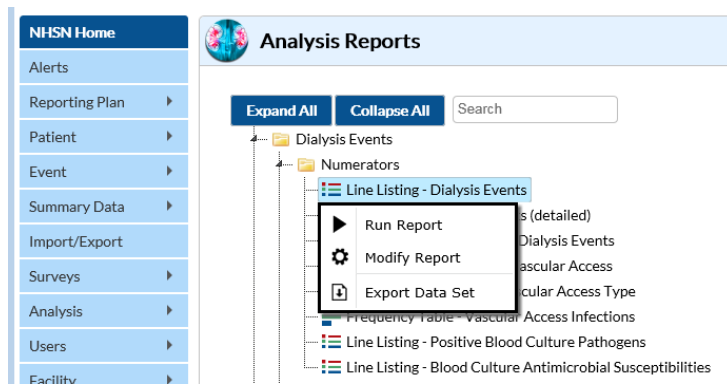 NHSN Home
Alerts
Reporting Plan
Patient
Event
Summary Data
Import/Export
Surveys
Analysis
Users
Facility
Analysis Reports
Expand All
Collapse All
Search
Dialysis Events
Numerators
Line Listing - Dialysis Events
Run Report
Modify Report
Export Data Set
(detailed)
Dialysis Events
Access
Access Type
Frequency Table - Vascular Access Infections
Line Listing - Positive Blood Culture Pathogens
Line Listing - Blood Culture Antimicrobial Susceptibilities